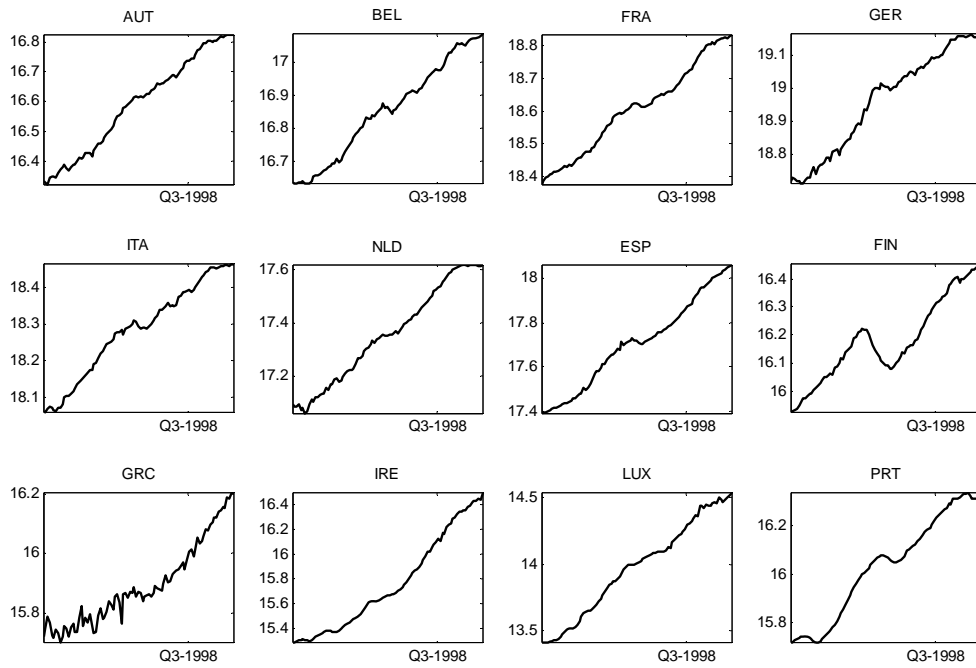 AUT
16.8
16.7
16.6
16.5
16.4
Q3-1998
BEL
17
16.9
16.8
16.7
Q3-1998
FRA
18.8
18.7
18.6
18.5
18.4
Q3-1998
GER
19.1
19
18.9
18.8
Q3-1998
ITA
18.4
18.3
18.2
18.1
Q3-1998
NLD
17.6
17.4
17.2
Q3-1998
ESP
18
17.8
17.6
17.4
Q3-1998
FIN
16.4
16.3
16.2
16.1
16
Q3-1998
GRC
16.2
16
15.8
Q3-1998
IRE
16.4
16.2
16
15.8
15.6
15.4
Q3-1998
LUX
14.5
14
13.5
Q3-1998
PRT
16.2
16
15.8
Q3-1998